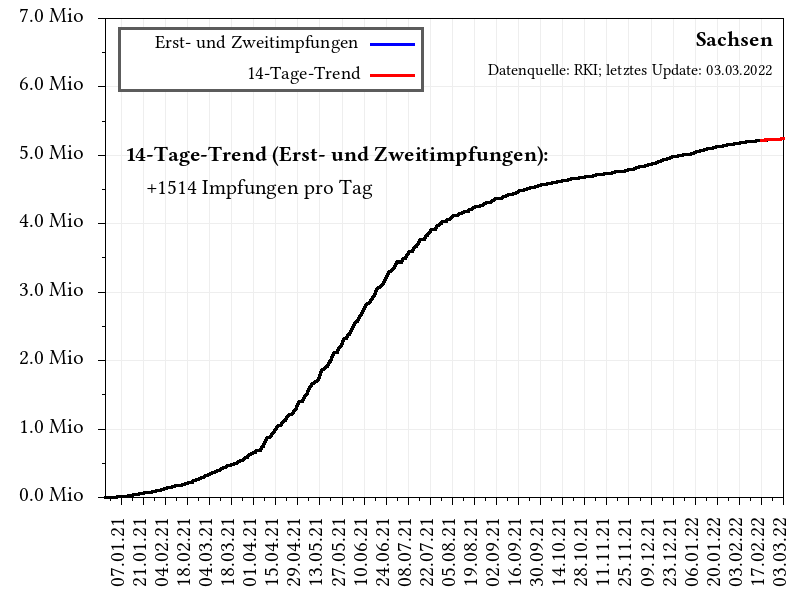 7.0 Mio
6.0 Mio
5.0 Mio
4.0 Mio
3.0 Mio
2.0 Mio
1.0 Mio
0.0 Mio
Erst- und Zweitimpfungen
14-Tage-Trend
Sachsen
Datenquelle: RKI; letztes Update: 03.03.2022
14-Tage-Trend (Erst- und Zweitimpfungen):
+1514 Impfungen pro Tag
07.01.21
21.01.21
04.02.21
18.02.21
04.03.21
18.03.21
01.04.21
15.04.21
29.04.21
13.05.21
27.05.21
10.06.21
24.06.21
08.07.21
22.07.21
05.08.21
19.08.21
02.09.21
16.09.21
30.09.21
14.10.21
28.10.21
11.11.21
25.11.21
09.12.21
23.12.21
06.01.22
20.01.22
03.02.22
17.02.22
03.03.22